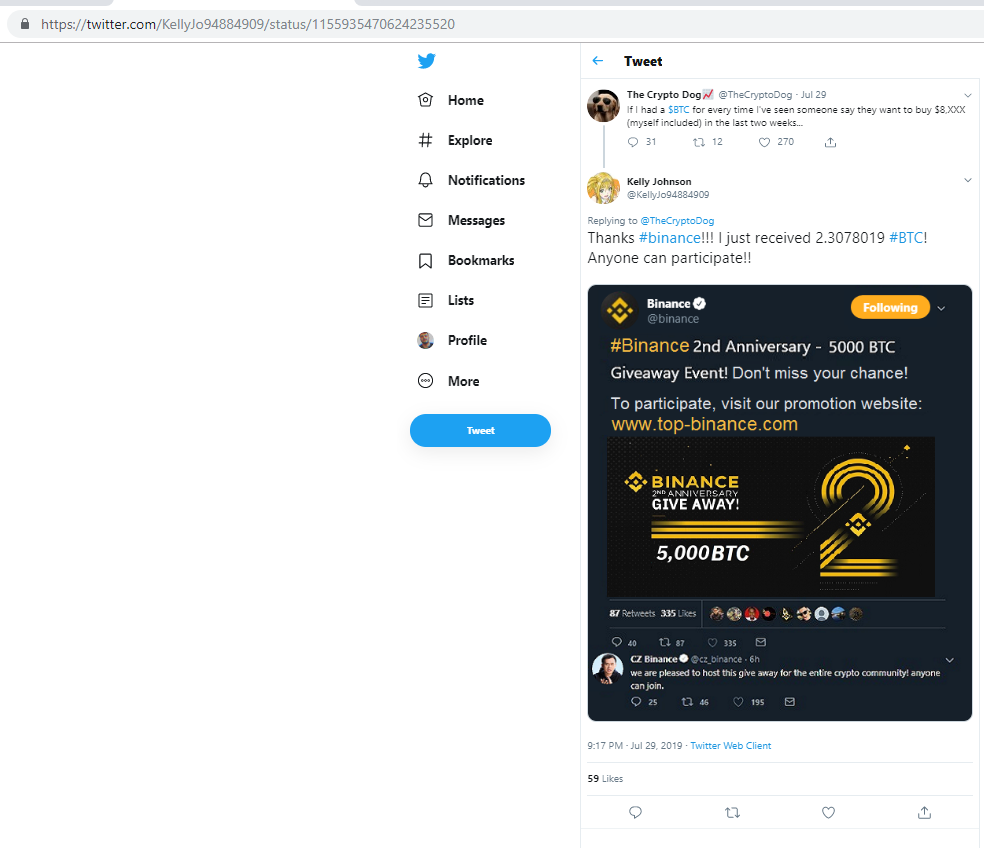 https://twitter.com/KellyJo94884909/status/1155935470624235520
Home
Explore
Notifications
Messages
Bookmarks
Lists
Profile
More
Tweet
Tweet
The Crypto Dog📈 @TheCryptoDog · Jul 29
If I had a $BTC for every time I've seen someone say they want to buy $8,XXX
(myself included) in the last two weeks...
31 12 270
Kelly Johnson
@KellyJo94884909
Replying to @TheCryptoDog
Thanks #binance!!! I just received 2.3078019 #BTC!
Anyone can participate!!
Binance
@binance
Following
#Binance 2nd Anniversary - 5000 BTC
Giveaway Event! Don't miss your chance!
To participate, visit our promotion website:
www.top-binance.com
BINANCE
2ND ANNIVERSARY
GIVE AWAY!
5,000BTC
2
87 Retweets 335 Likes
40 87 335
CZ Binance @cz_binance · 6h
we are pleased to host this give away for the entire crypto community! anyone
can join.
25 46 195
9:17 PM · Jul 29, 2019 · Twitter Web Client
59 Likes